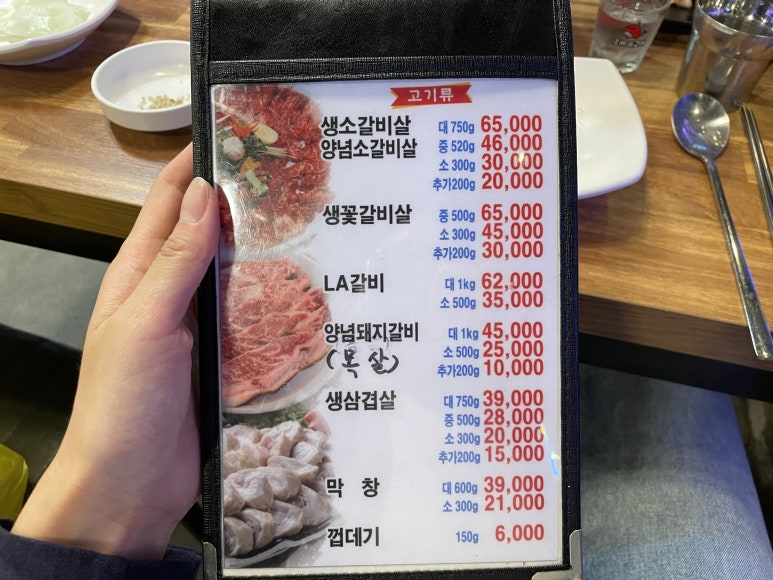 고기류
생소갈비살 대 750g 65,000
양념소갈비살 중 520g 46,000
소 300g 30,000
추가200g 20,000
생꽃갈비살 중 500g 65,000
소 300g 45,000
추가200g 30,000
LA갈비 대 1kg 62,000
소 500g 35,000
양념돼지갈비 대 1kg 45,000
(목살) 소 500g 25,000
추가200g 10,000
생삼겹살 대 750g 39,000
중 500g 28,000
소 300g 20,000
추가200g 15,000
막 창 대 600g 39,000
소 300g 21,000
껍데기 150g 6,000